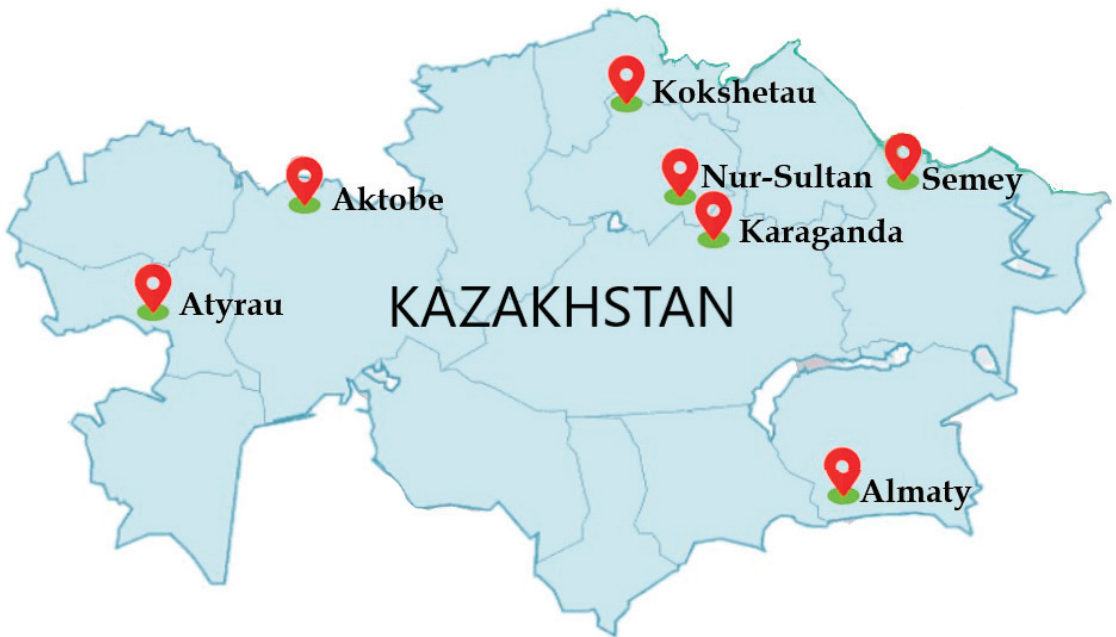 Kokshetau
Nur-Sultan
Semey
Aktobe
Karaganda
Atyrau
KAZAKHSTAN
Almaty